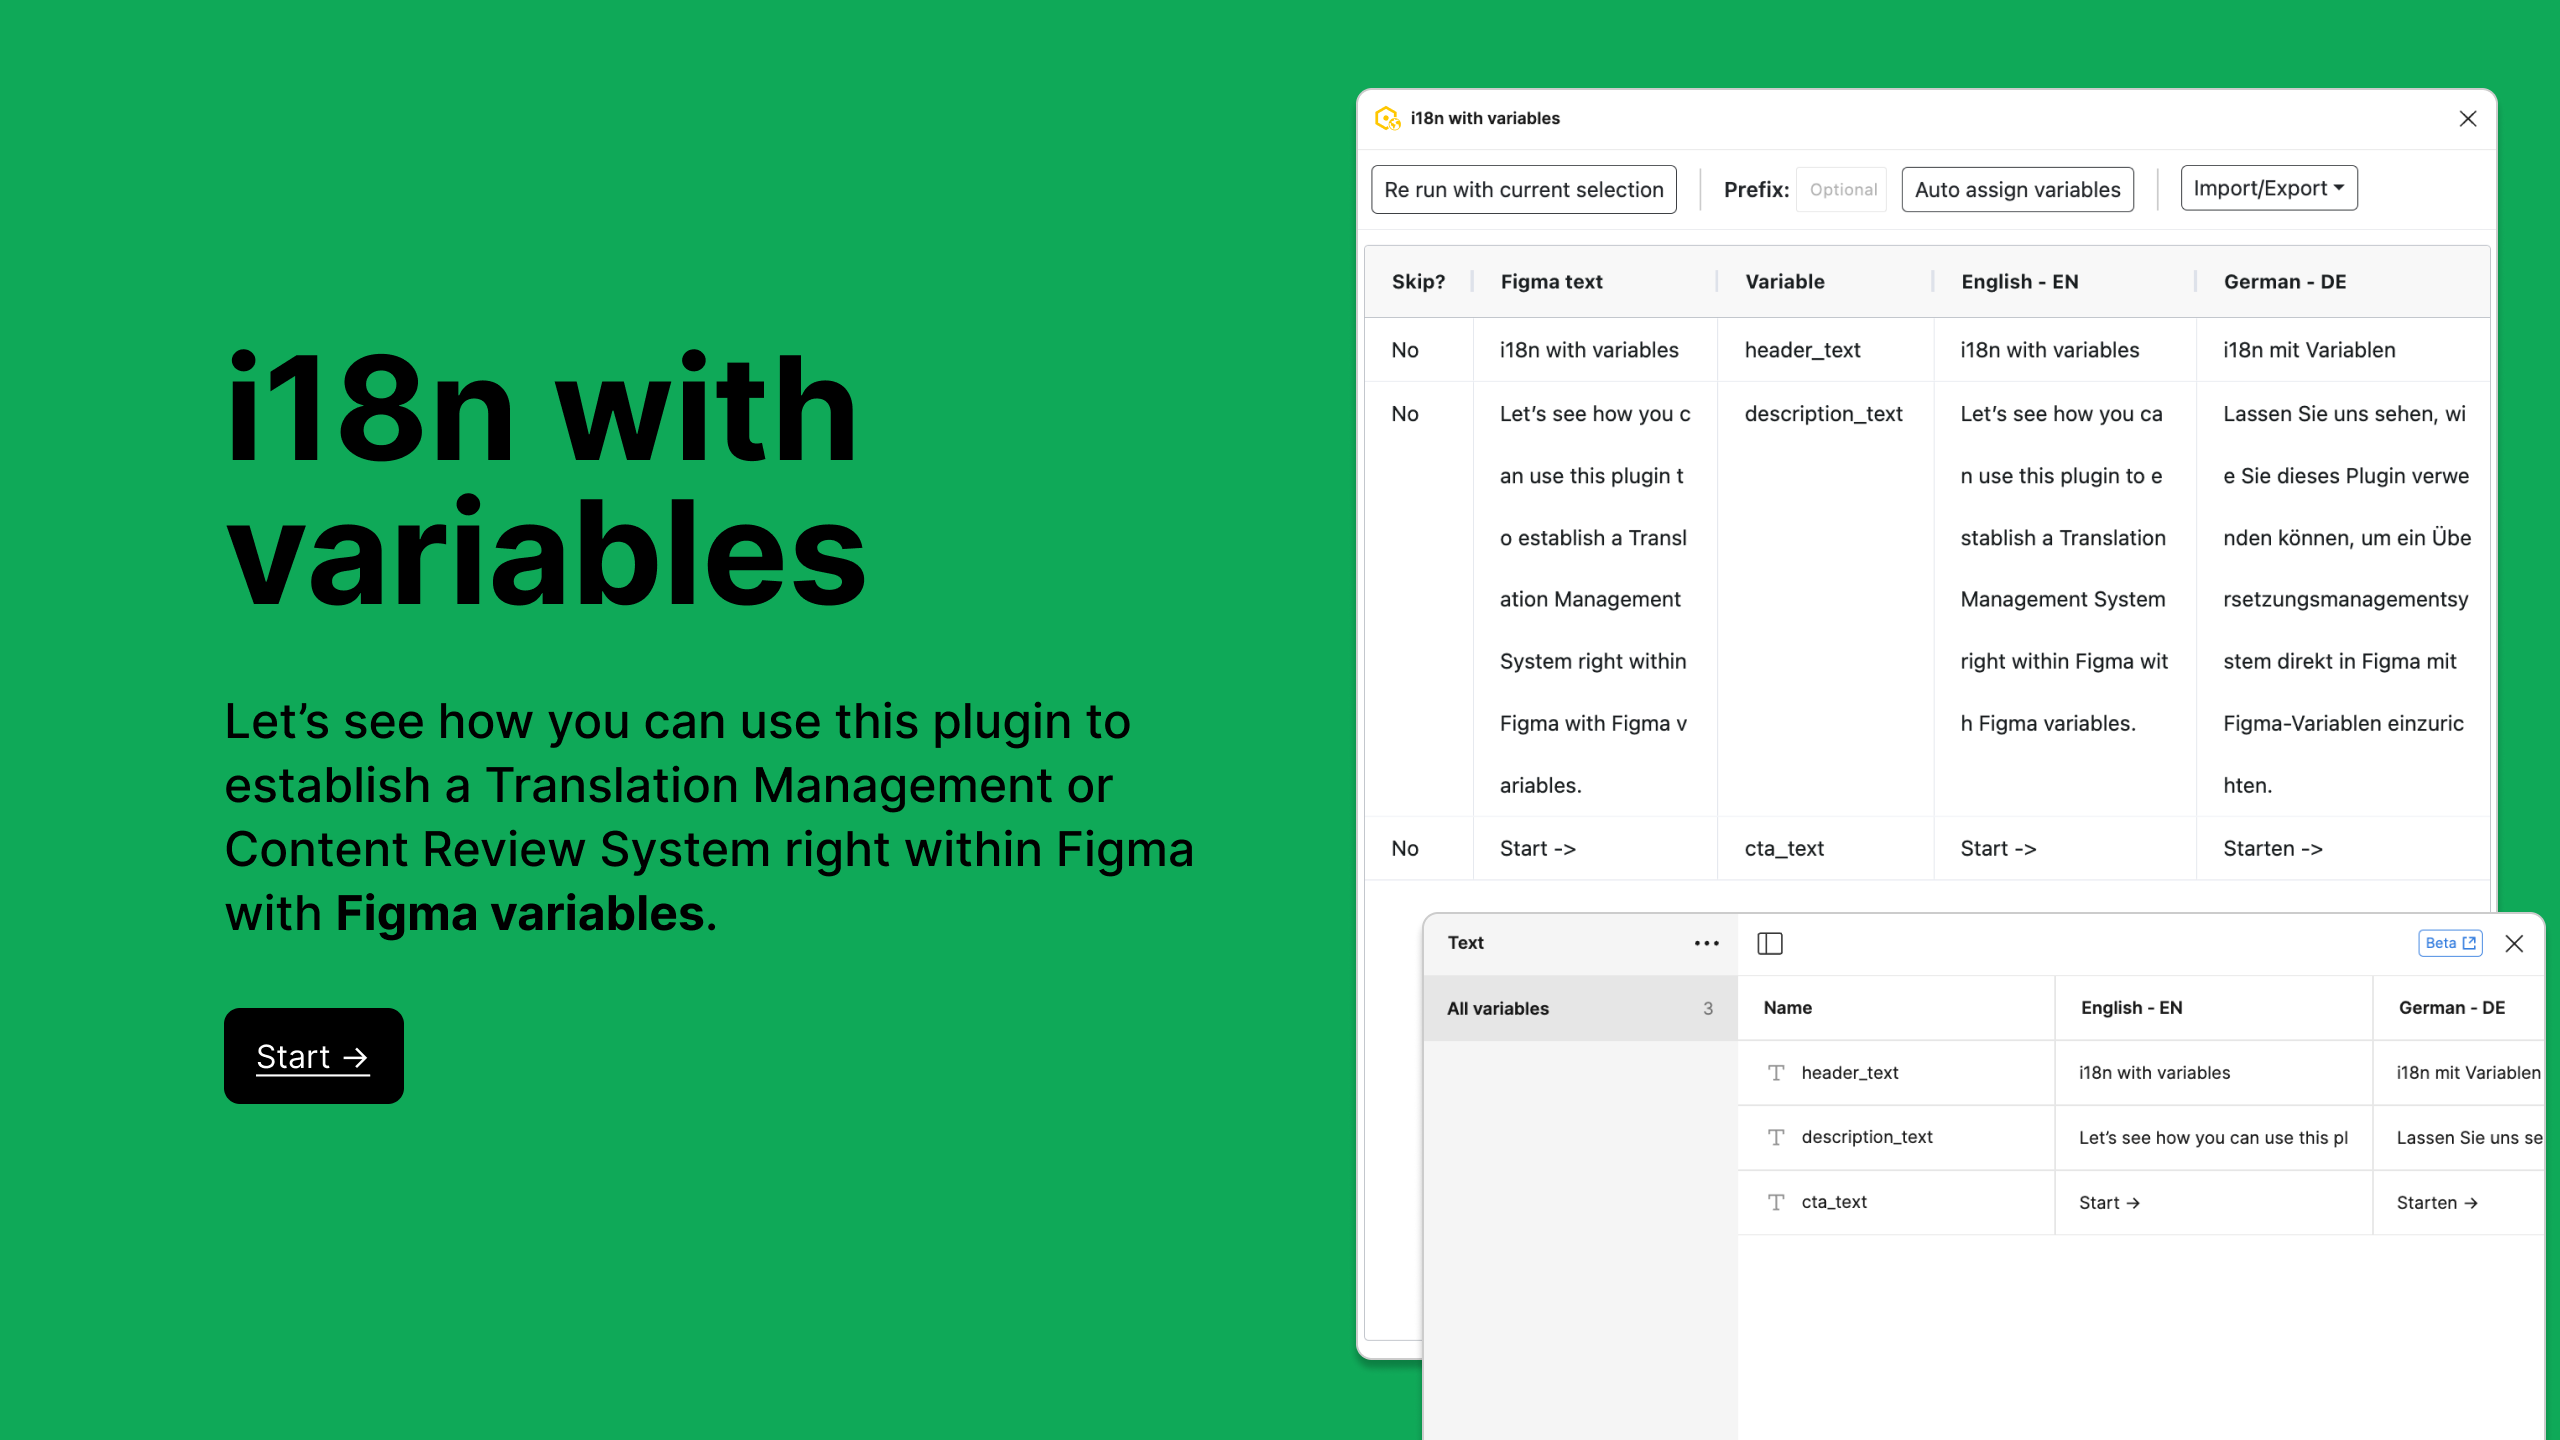 i18n with
variables
Let’s see how you can use this plugin to
establish a Translation Management or
Content Review System right within Figma
with Figma variables.
Start →
i18n with variables
Re run with current selection
Prefix:
Optional
Auto assign variables
Import/Export
Skip?
Figma text
Variable
English - EN
German - DE
No
i18n with variables
header_text
i18n with variables
i18n mit Variablen
No
Let’s see how you c
an use this plugin t
o establish a Transl
ation Management
System right within
Figma with Figma v
ariables.
description_text
Let’s see how you ca
n use this plugin to e
stablish a Translation
Management System
right within Figma wit
h Figma variables.
Lassen Sie uns sehen, wi
e Sie dieses Plugin verwe
nden können, um ein Übe
rsetzungsmanagementsy
stem direkt in Figma mit
Figma-Variablen einzuric
hten.
No
Start ->
cta_text
Start ->
Starten ->
Text
Beta
All variables
3
Name
English - EN
German - DE
header_text
i18n with variables
i18n mit Variablen
description_text
Let’s see how you can use this pl
Lassen Sie uns se
cta_text
Start →
Starten →